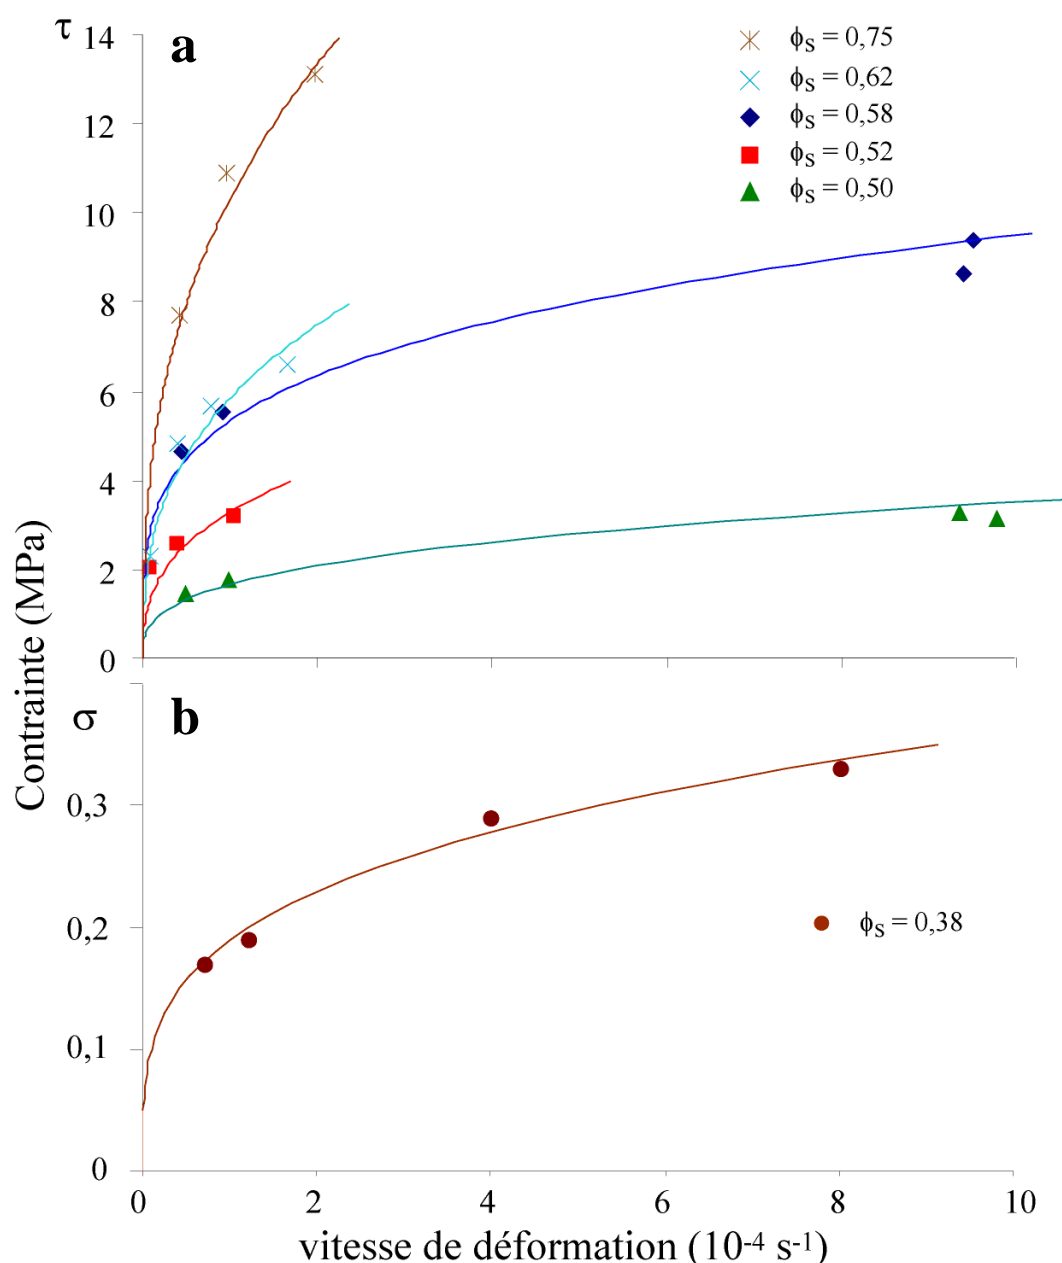 τ
a
14
12
10
8
6
4
2
0
ϕs = 0,75
ϕs = 0,62
ϕs = 0,58
ϕs = 0,52
ϕs = 0,50
Contrainte (MPa)
σ
b
0,3
0,2
0,1
0
ϕs = 0,38
0 2 4 6 8 10
vitesse de déformation (10-4 s-1)